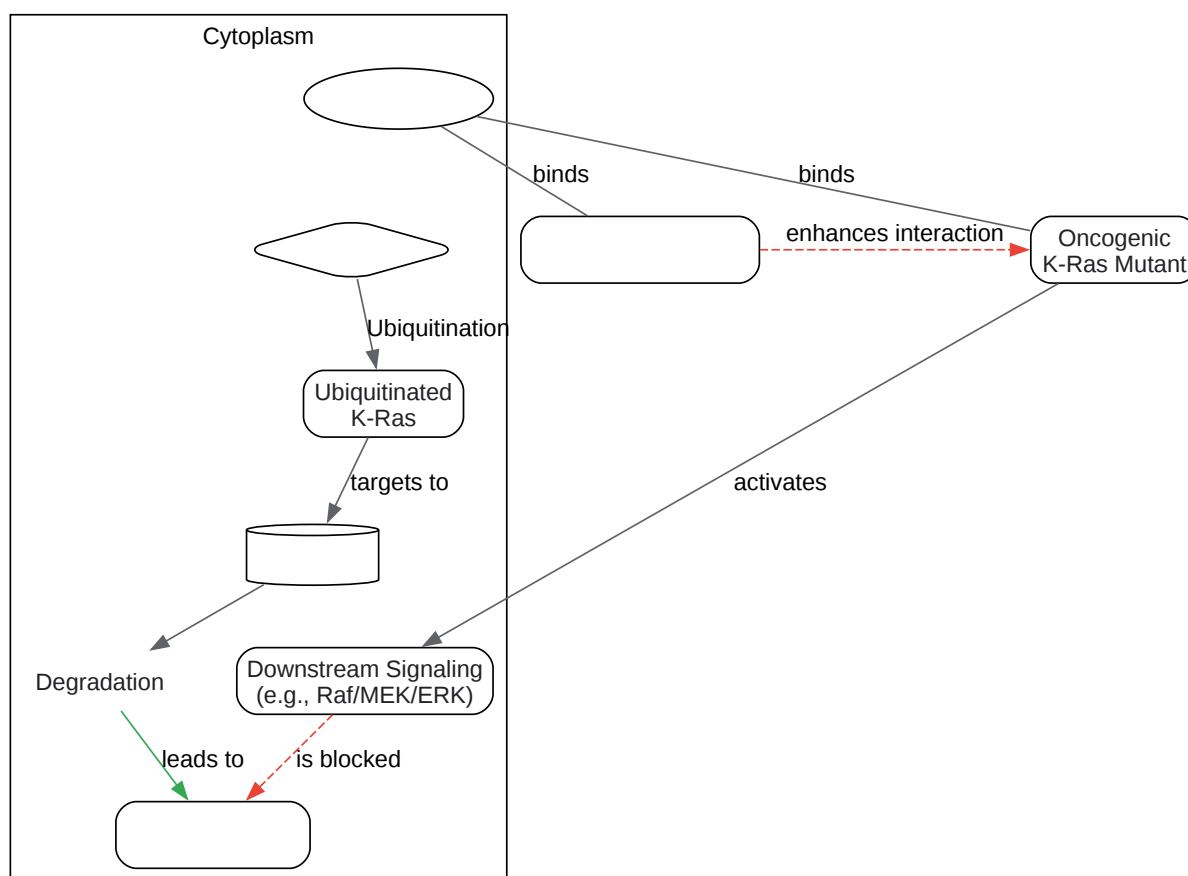 Cytoplasm
binds
binds
enhances interaction
Oncogenic
K-Ras Mutant
Ubiquitination
Ubiquitinated
K-Ras
targets to
activates
Degradation
Downstream Signaling
(e.g., Raf/MEK/ERK)
leads to
is blocked